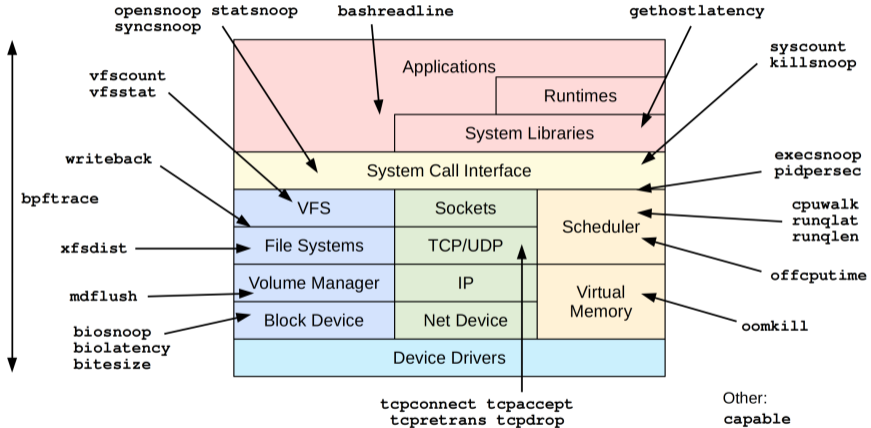 opensnoop statsnoop
syncsnoop
bashreadline
gethostlatency
syscount
killsnoop
vfscount
vfsstat
writeback
bpftrace
xfsdist
mdflush
biosnoop
biolatency
bitesize
Applications
Runtimes
System Libraries
System Call Interface
VFS
Sockets
Scheduler
File Systems
TCP/UDP
Volume Manager
IP
Virtual
Memory
Block Device
Net Device
Device Drivers
execsnoop
pidpersec
cpuwalk
runqlat
runqlen
offcputime
oomkill
tcpconnect tcpaccept
tcpretrans tcpdrop
Other:
capable